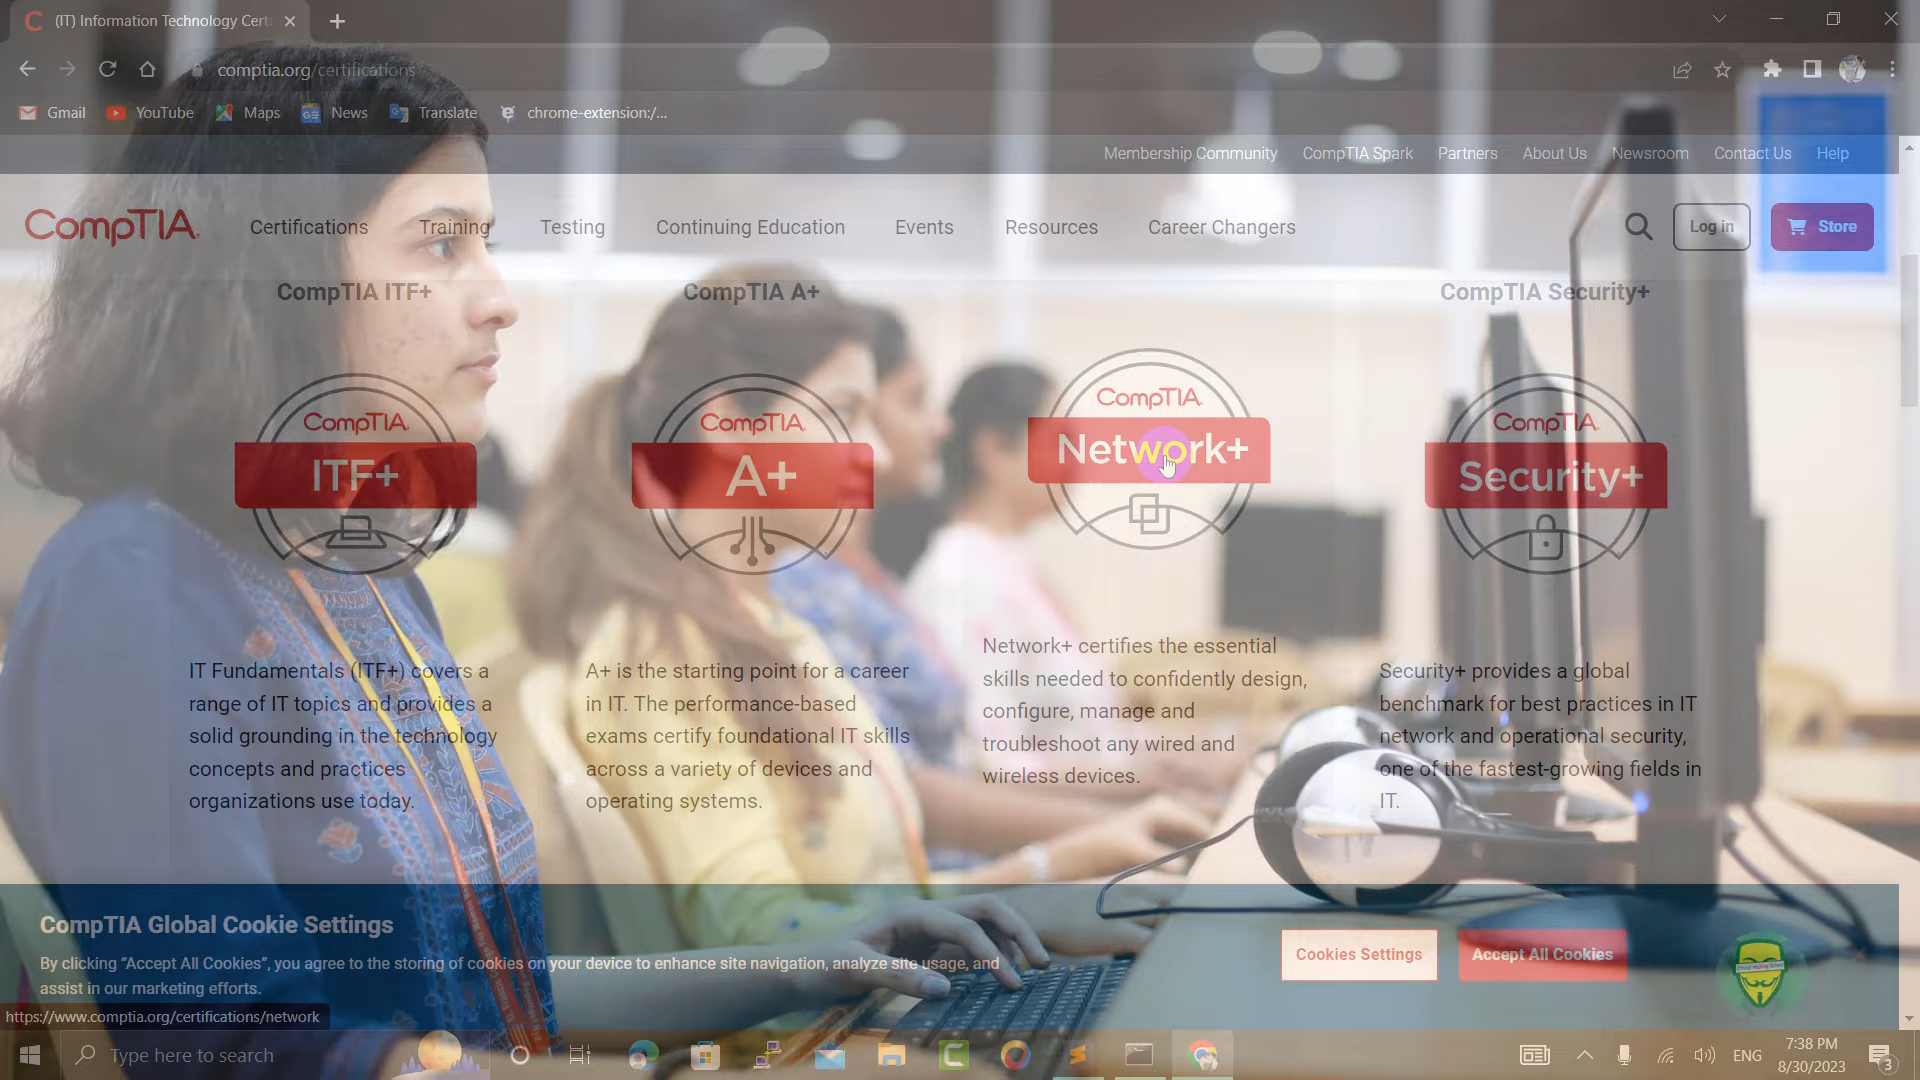 (IT) Information Technology Cert
comptia.org/certifications
Gmail YouTube Maps News Translate chrome-extension:/...
Membership Community CompTIA Spark Partners About Us Newsroom Contact Us Help
CompTIA. Certifications Training Testing Continuing Education Events Resources Career Changers Log in Store
CompTIA ITF+ CompTIA A+ CompTIA Security+
CompTIA.
ITF+
CompTIA.
A+
CompTIA.
Network+
CompTIA.
Security+
IT Fundamentals (ITF+) covers a
range of IT topics and provides a
solid grounding in the technology
concepts and practices
organizations use today.
A+ is the starting point for a career
in IT. The performance-based
exams certify foundational IT skills
across a variety of devices and
operating systems.
Network+ certifies the essential
skills needed to confidently design,
configure, manage and
troubleshoot any wired and
wireless devices.
Security+ provides a global
benchmark for best practices in IT
network and operational security,
one of the fastest-growing fields in
IT.
CompTIA Global Cookie Settings
By clicking “Accept All Cookies”, you agree to the storing of cookies on your device to enhance site navigation, analyze site usage, and
assist in our marketing efforts.
Cookies Settings Accept All Cookies
https://www.comptia.org/certifications/network
Type here to search
ENG
7:38 PM
8/30/2023
3